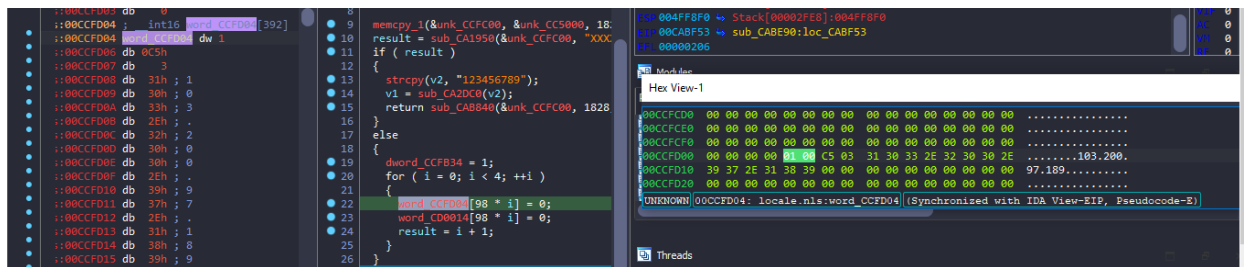 ::00CCFD03 db 0
::00CCFD04 ; __int16 word_CCFD04[392]
::00CCFD04 word_CCFD04 dw 1
::00CCFD06 db 0C5h
::00CCFD07 db 3
::00CCFD08 db 31h ; 1
::00CCFD09 db 30h ; 0
::00CCFD0A db 33h ; 3
::00CCFD0B db 2Eh ; .
::00CCFD0C db 32h ; 2
::00CCFD0D db 30h ; 0
::00CCFD0E db 30h ; 0
::00CCFD0F db 2Eh ; .
::00CCFD10 db 39h ; 9
::00CCFD11 db 37h ; 7
::00CCFD12 db 2Eh ; .
::00CCFD13 db 31h ; 1
::00CCFD14 db 38h ; 8
::00CCFD15 db 39h ; 9
8
9 memcpy_1(&unk_CCFC00, &unk_CC5000, 182
10 result = sub_CA1950(&unk_CCFC00, "XXX
11 if ( result )
12 {
13 strcpy(v2, "123456789");
14 v1 = sub_CA2DC0(v2);
15 return sub_CAB840(&unk_CCFC00, 1828
16 }
17 else
18 {
19 dword_CCFB34 = 1;
20 for ( i = 0; i < 4; ++i )
21 {
22 word_CCFD04[98 * i] = 0;
23 word_CD0014[98 * i] = 0;
24 result = i + 1;
25 }
26 }
ESP 004FF8F0 Stack[00002FE8]:004FF8F0
EIP 00CABF53 sub_CABE90:loc_CABF53
EFL 00000206
0
VM 0
0
Modules
Hex View-1
00CCFCD0 00 00 00 00 00 00 00 00 00 00 00 00 00 00 00 00 ................
00CCFCE0 00 00 00 00 00 00 00 00 00 00 00 00 00 00 00 00 ................
00CCFCF0 00 00 00 00 00 00 00 00 00 00 00 00 00 00 00 00 ................
00CCFD00 00 00 00 00 01 00 C5 03 31 30 33 2E 32 30 30 2E ........103.200.
00CCFD10 39 37 2E 31 38 39 00 00 00 00 00 00 00 00 00 00 97.189..........
00CCFD20 00 00 00 00 00 00 00 00 00 00 00 00 00 00 00 00 ................
UNKNOWN 00CCFD04: locale.nls:word_CCFD04 (Synchronized with IDA View-EIP, Pseudocode-E)
Threads